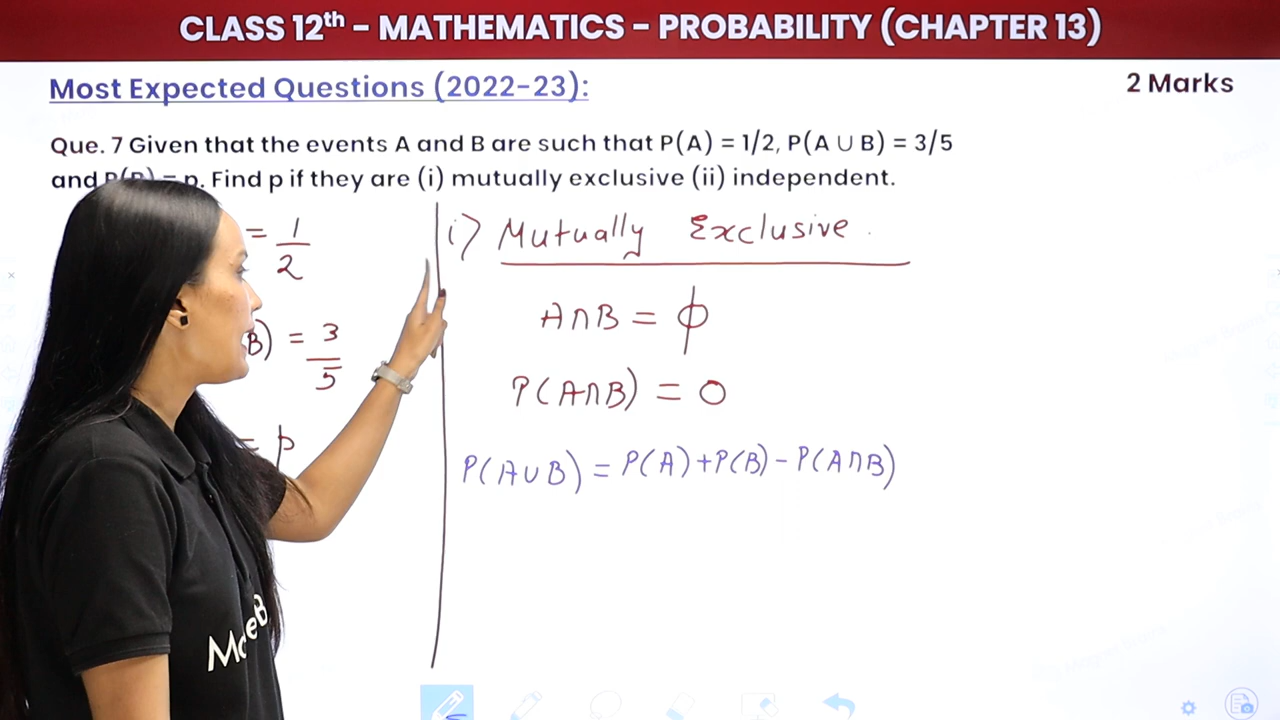 CLASS 12th - MATHEMATICS - PROBABILITY (CHAPTER 13)
Most Expected Questions (2022-23):
2 Marks
Que. 7 Given that the events A and B are such that P(A) = 1/2, P(A ∪ B) = 3/5
and P(B) = p. Find p if they are (i) mutually exclusive (ii) independent.
= 1/2
B) = 3/5
= p
i) Mutually Exclusive.
A∩B = ϕ
P(A∩B) = 0
P(A∪B) = P(A)+P(B)-P(A∩B)